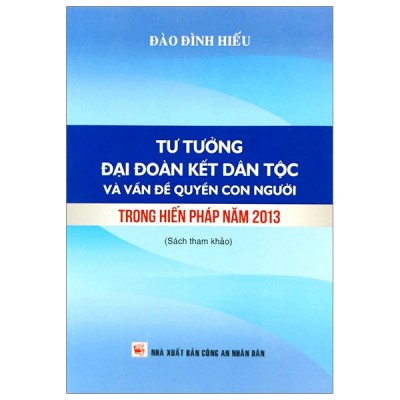 ĐÀO ĐÌNH HIẾU
TƯ TƯỞNG
ĐẠI ĐOÀN KẾT DÂN TỘC
VÀ VẤN ĐỀ QUYỀN CON NGƯỜI
TRONG HIẾN PHÁP NĂM 2013
(Sách tham khảo)
NHÀ XUẤT BẢN CÔNG AN NHÂN DÂN